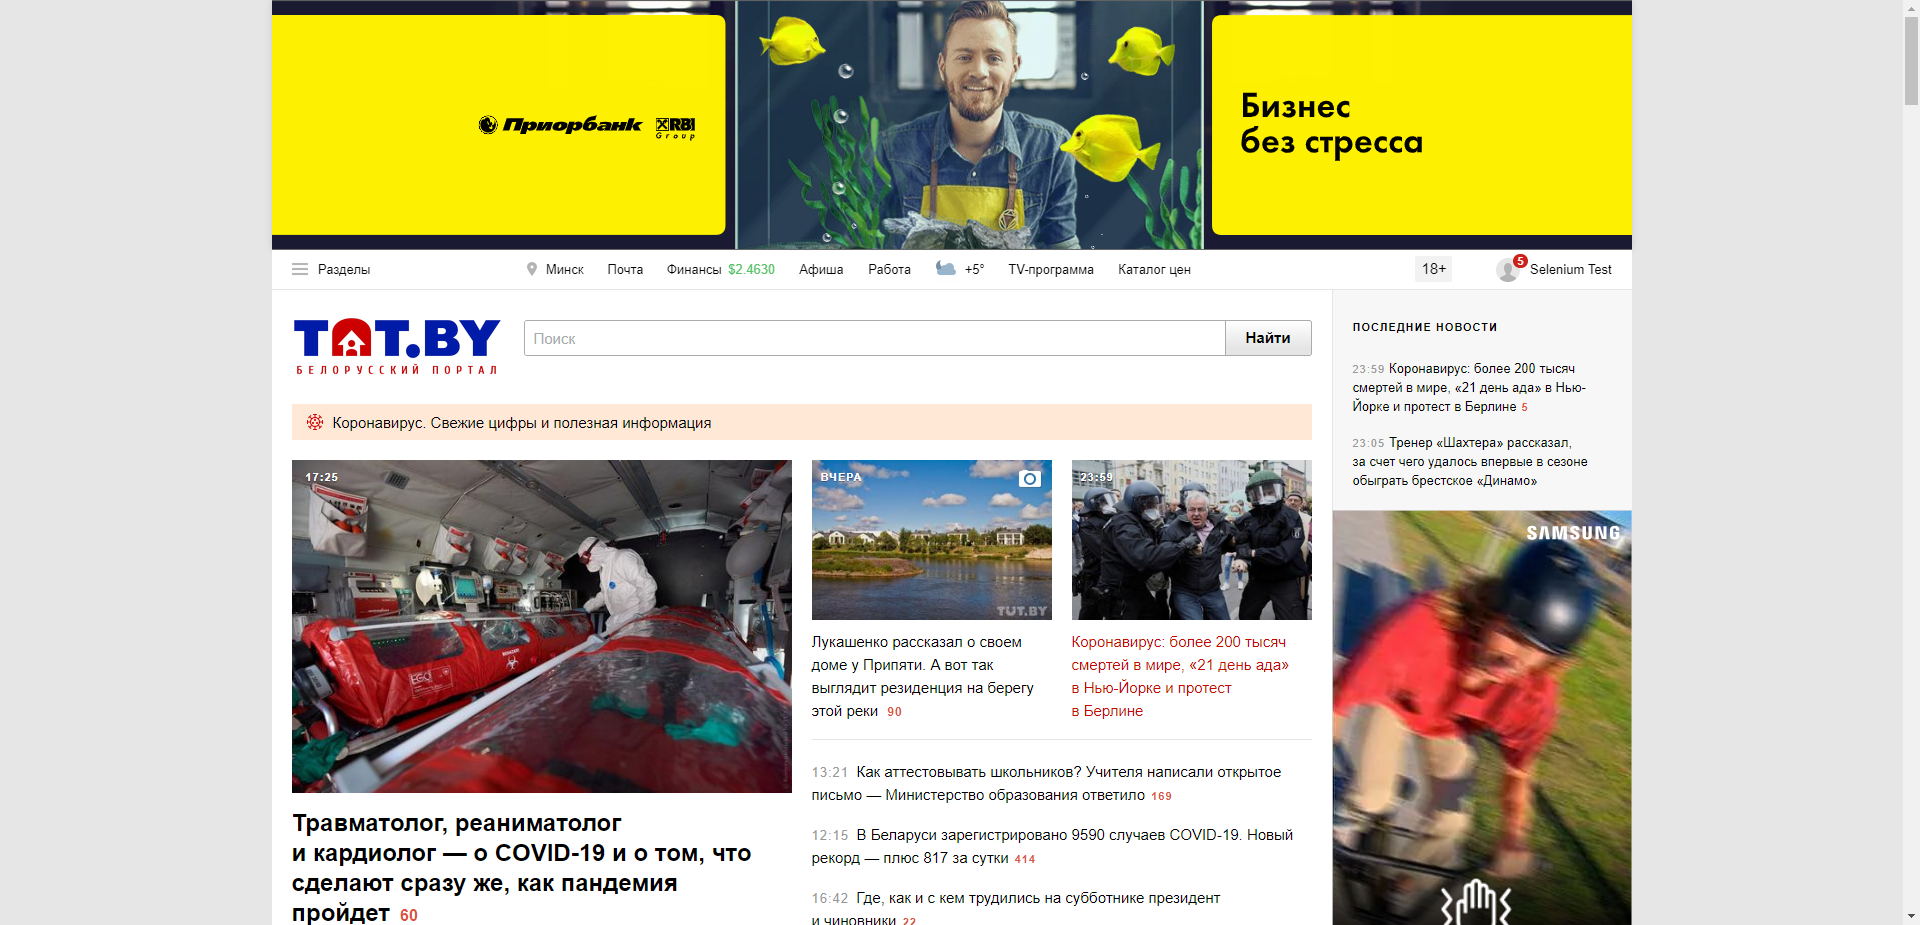 Приорбанк RBI
Group
Бизнес
без стресса
Разделы
Минск Почта Финансы $2.4630 Афиша Работа +5° TV-программа Каталог цен
18+
5
Selenium Test
TUT.BY
БЕЛОРУССКИЙ ПОРТАЛ
Поиск
Найти
Коронавирус. Свежие цифры и полезная информация
17:25
Травматолог, реаниматолог
и кардиолог — о COVID-19 и о том, что
сделают сразу же, как пандемия
пройдет 60
ВЧЕРА
TUT.BY
Лукашенко рассказал о своем
доме у Припяти. А вот так
выглядит резиденция на берегу
этой реки 90
23:59
Коронавирус: более 200 тысяч
смертей в мире, «21 день ада»
в Нью-Йорке и протест
в Берлине
13:21 Как аттестовывать школьников? Учителя написали открытое
письмо — Министерство образования ответило 169
12:15 В Беларуси зарегистрировано 9590 случаев COVID-19. Новый
рекорд — плюс 817 за сутки 414
16:42 Где, как и с кем трудились на субботнике президент
и чиновники 22
ПОСЛЕДНИЕ НОВОСТИ
23:59 Коронавирус: более 200 тысяч
смертей в мире, «21 день ада» в Нью-
Йорке и протест в Берлине 5
23:05 Тренер «Шахтера» рассказал,
за счет чего удалось впервые в сезоне
обыграть брестское «Динамо»
SAMSUNG